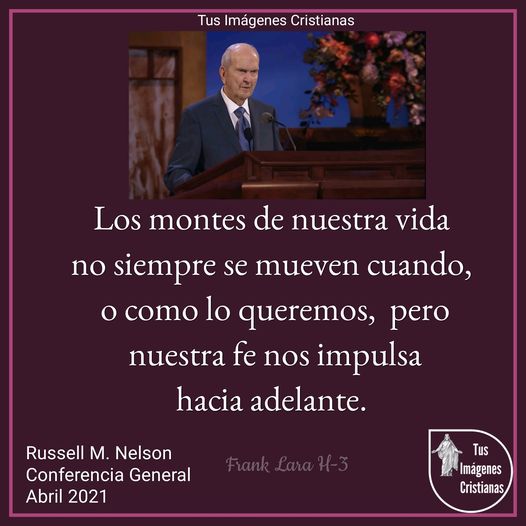 Tus Imágenes Cristianas
Los montes de nuestra vida
no siempre se mueven cuando,
o como lo queremos, pero
nuestra fe nos impulsa
hacia adelante.
Russell M. Nelson
Conferencia General
Abril 2021
Frank Lara H-3
Tus
Imágenes
Cristianas